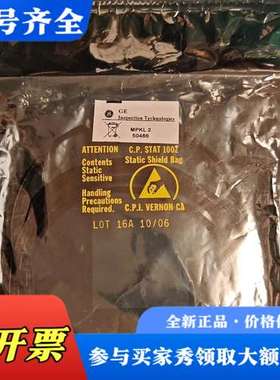 号齐全
GE
Inspection Technologies
MPKL 2
50486
ATTENTION
Contents
Static
Sensitive
Handling
Precautions
Required.
C.P. STAT 100Z
Static Shield Bag
C.P.I. VERNON CA
LOT 16A 10/06
全新正品·价格
开票
参与买家秀领取大额